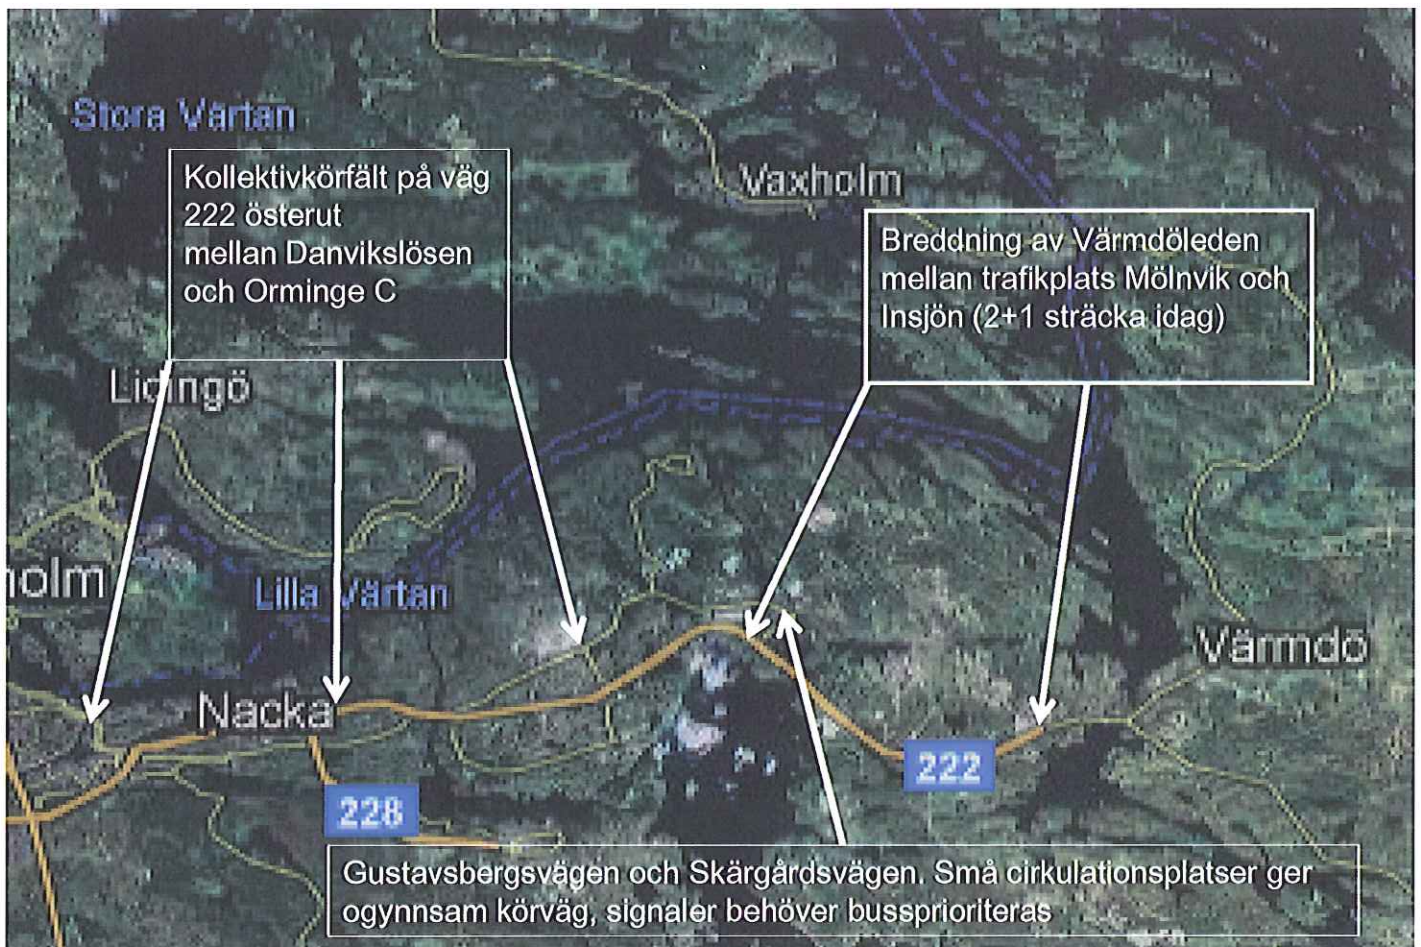 Stora Värtan
Kollektivkörfält på väg
222 österut
mellan Danvikslösen
och Orminge C
Vaxholm
Breddning av Värmdöleden
mellan trafikplats Mölnvik och
Insjön (2+1 sträcka idag)
Lidingö
holm
Lilla Värtan
Värmdö
Nacka
222
228
Gustavsbergsvägen och Skärgårdsvägen. Små cirkulationsplatser ger
ogynnsam körväg, signaler behöver bussprioriteras